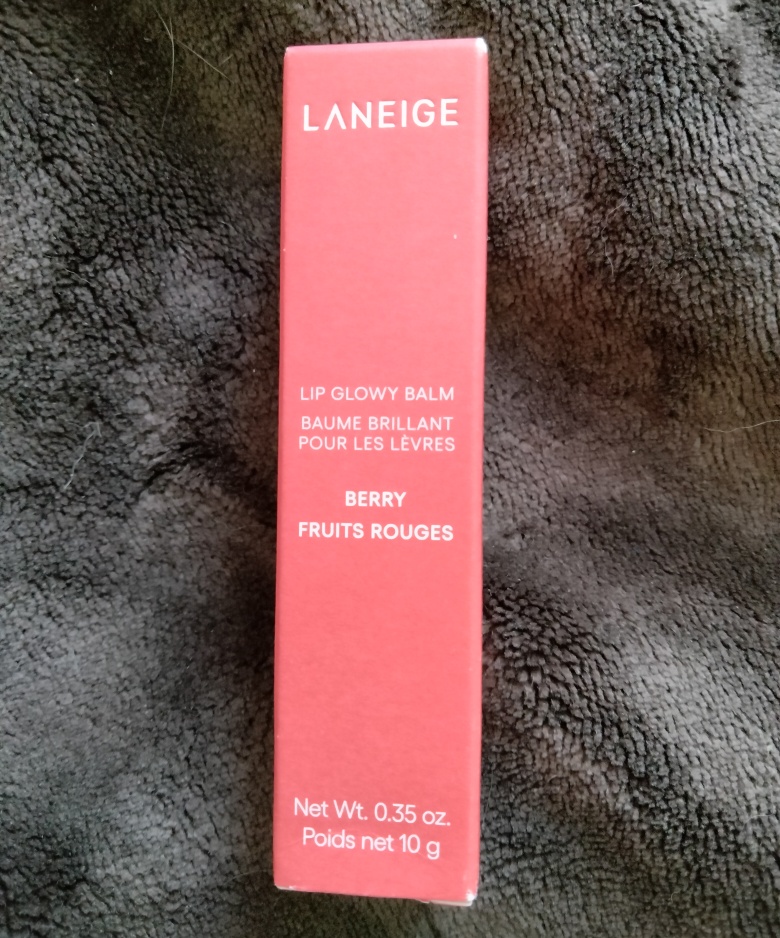 LANEIGE
LIP GLOWY BALM
BAUME BRILLANT
POUR LES LÈVRES
BERRY
FRUITS ROUGES
Net Wt. 0.35 oz.
Poids net 10 g